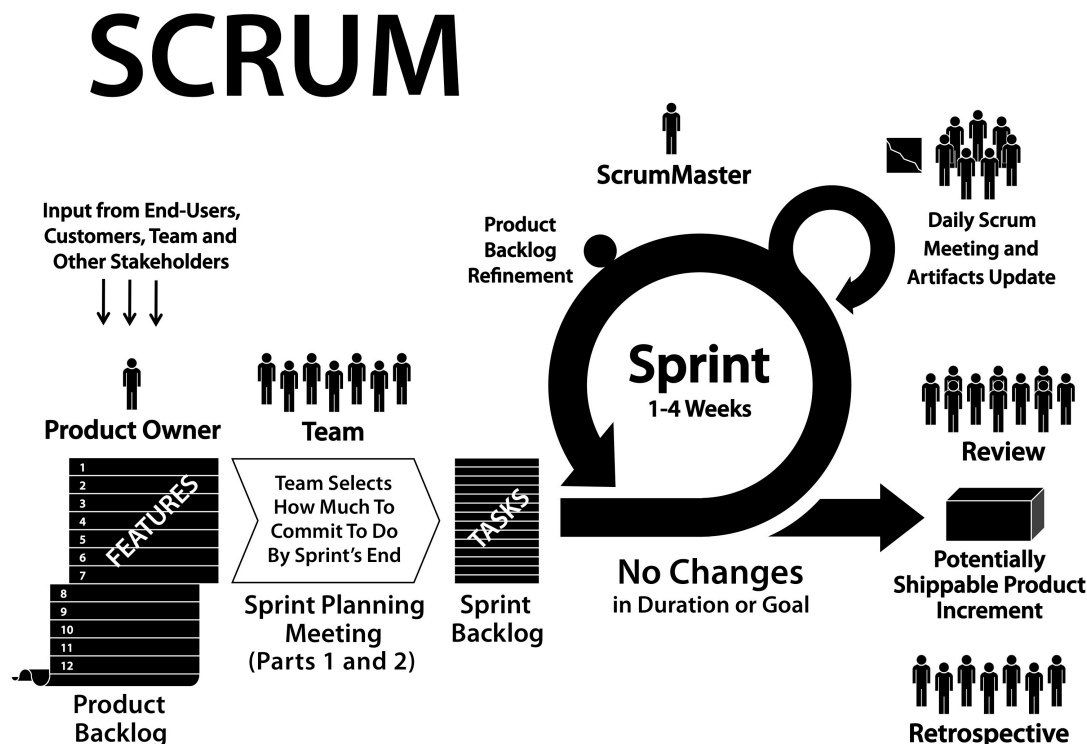 SCRUM
Input from End-Users,
Customers, Team and
Other Stakeholders
Product Owner
Team
1
2
3
4
5
6
7
FEATURES
8
9
10
11
12
Product
Backlog
Team Selects
How Much To
Commit To Do
By Sprint's End
Sprint Planning
Meeting
(Parts 1 and 2)
TASKS
Sprint
Backlog
ScrumMaster
Product
Backlog
Refinement
Sprint
1-4 Weeks
No Changes
in Duration or Goal
Daily Scrum
Meeting and
Artifacts Update
Review
Potentially
Shippable Product
Increment
Retrospective